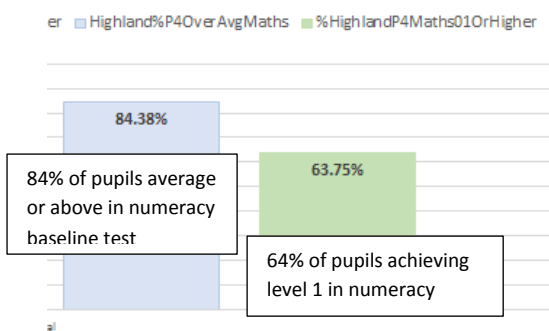 er Highland%P4OverAvgMaths %HighlandP4Maths01OrHigher
84.38%
63.75%
84% of pupils average
or above in numeracy
baseline test
64% of pupils achieving
level 1 in numeracy
al